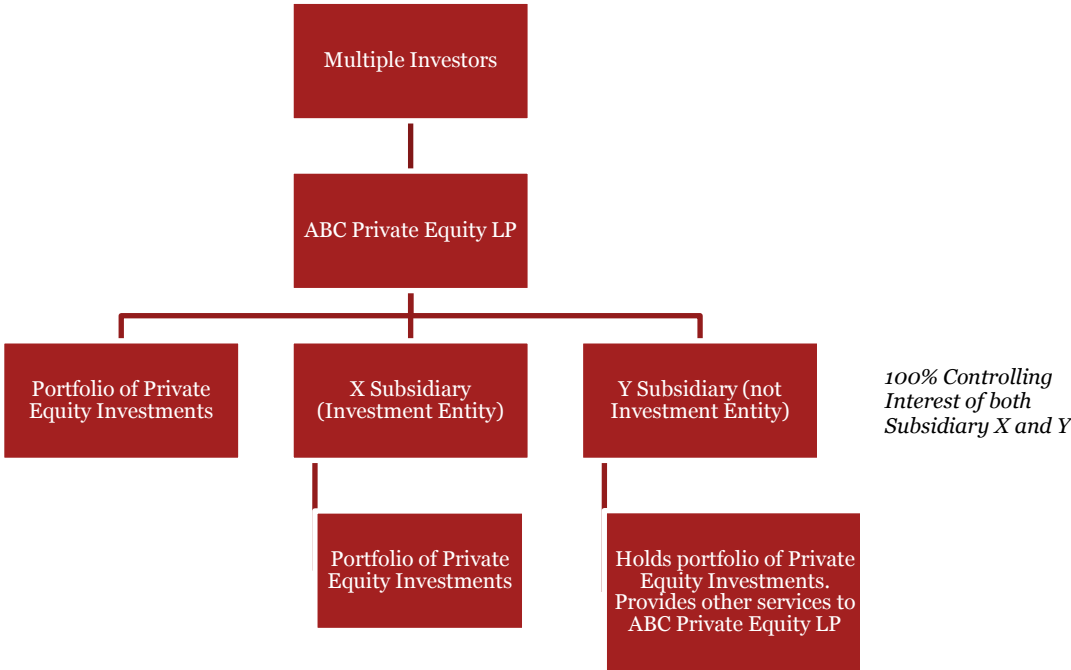 Multiple Investors
ABC Private Equity LP
Portfolio of Private
Equity Investments
X Subsidiary
(Investment Entity)
Y Subsidiary (not
Investment Entity)
100% Controlling
Interest of both
Subsidiary X and Y
Portfolio of Private
Equity Investments
Holds portfolio of Private
Equity Investments.
Provides other services to
ABC Private Equity LP